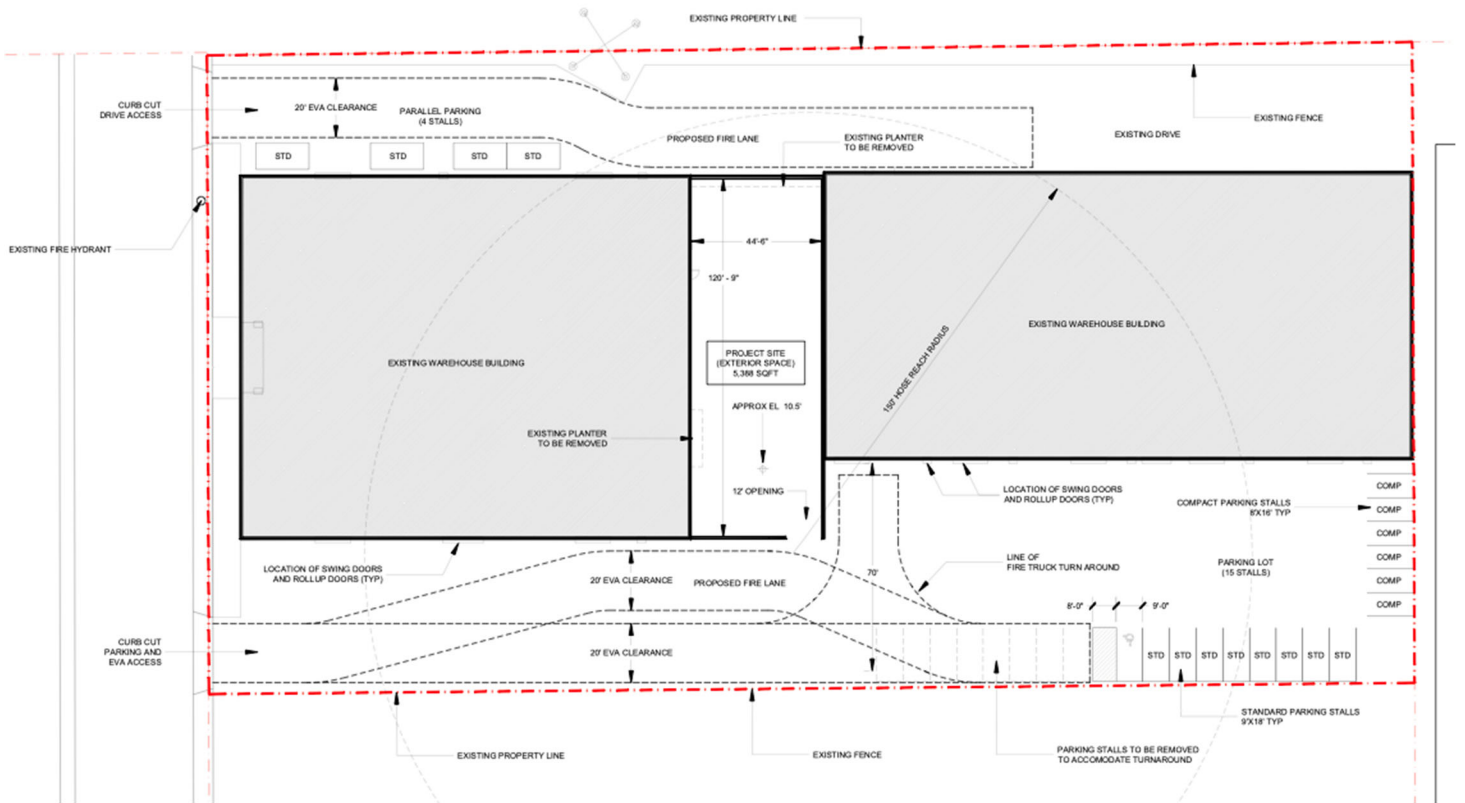 EXISTING PROPERTY LINE
CURB CUT
DRIVE ACCESS
20' EVA CLEARANCE
PARALLEL PARKING
(4 STALLS)
PROPOSED FIRE LANE
EXISTING PLANTER
TO BE REMOVED
EXISTING DRIVE
EXISTING FENCE
STD
STD
STD
STD
EXISTING FIRE HYDRANT
44'-6"
120' - 9"
EXISTING WAREHOUSE BUILDING
PROJECT SITE
(EXTERIOR SPACE)
5,388 SQFT
150' HOSE REACH RADIUS
EXISTING WAREHOUSE BUILDING
APPROX EL 10.5'
EXISTING PLANTER
TO BE REMOVED
12' OPENING
LOCATION OF SWING DOORS
AND ROLLUP DOORS (TYP)
COMPACT PARKING STALLS
8'X16' TYP
COMP
COMP
COMP
COMP
COMP
COMP
LOCATION OF SWING DOORS
AND ROLLUP DOORS (TYP)
20' EVA CLEARANCE
PROPOSED FIRE LANE
70'
LINE OF
FIRE TRUCK TURN AROUND
PARKING LOT
(15 STALLS)
8'-0"
9'-0"
CURB CUT
PARKING AND
EVA ACCESS
20' EVA CLEARANCE
STD
STD
STD
STD
STD
STD
STD
STD
EXISTING PROPERTY LINE
EXISTING FENCE
PARKING STALLS TO BE REMOVED
TO ACCOMODATE TURNAROUND
STANDARD PARKING STALLS
9'X18' TYP